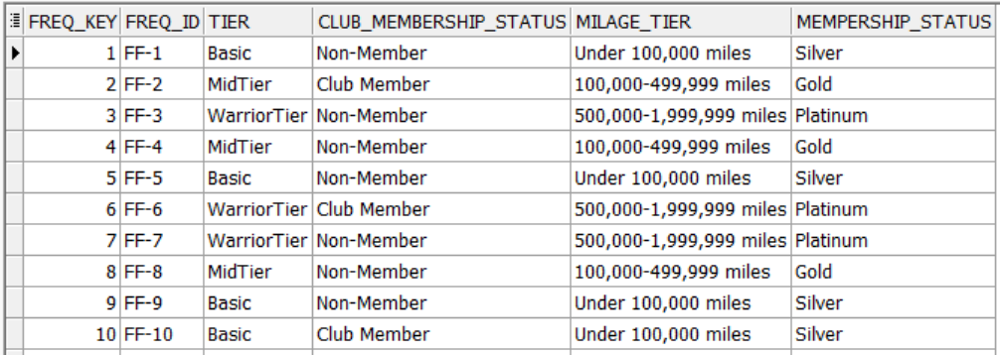 FREQ_KEY FREQ_ID TIER CLUB_MEMBERSHIP_STATUS MILAGE_TIER MEMPERSHIP_STATUS
1 FF-1 Basic Non-Member Under 100,000 miles Silver
2 FF-2 MidTier Club Member 100,000-499,999 miles Gold
3 FF-3 WarriorTier Non-Member 500,000-1,999,999 miles Platinum
4 FF-4 MidTier Non-Member 100,000-499,999 miles Gold
5 FF-5 Basic Non-Member Under 100,000 miles Silver
6 FF-6 WarriorTier Club Member 500,000-1,999,999 miles Platinum
7 FF-7 WarriorTier Non-Member 500,000-1,999,999 miles Platinum
8 FF-8 MidTier Non-Member 100,000-499,999 miles Gold
9 FF-9 Basic Non-Member Under 100,000 miles Silver
10 FF-10 Basic Club Member Under 100,000 miles Silver